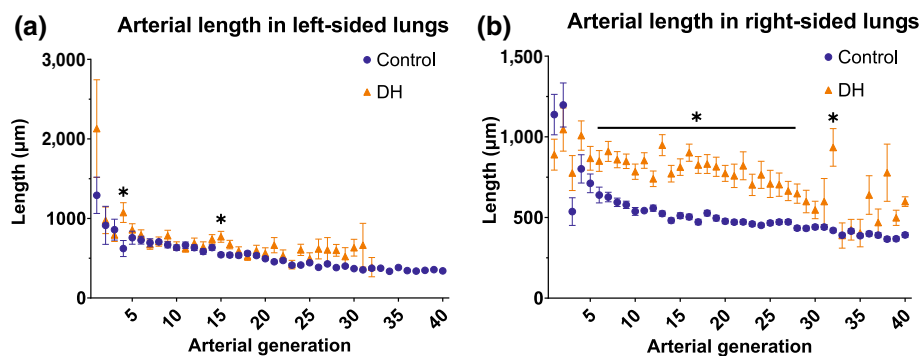 (a) Arterial length in left-sided lungs
Control
DH
Length (μm)
3,000
2,000
1000
0
*
*
5 10 15 20 25 30 35 40
Arterial generation
(b) Arterial length in right-sided lungs
Control
DH
Length (μm)
1,500
1,000
500
0
*
*
5 10 15 20 25 30 35 40
Arterial generation